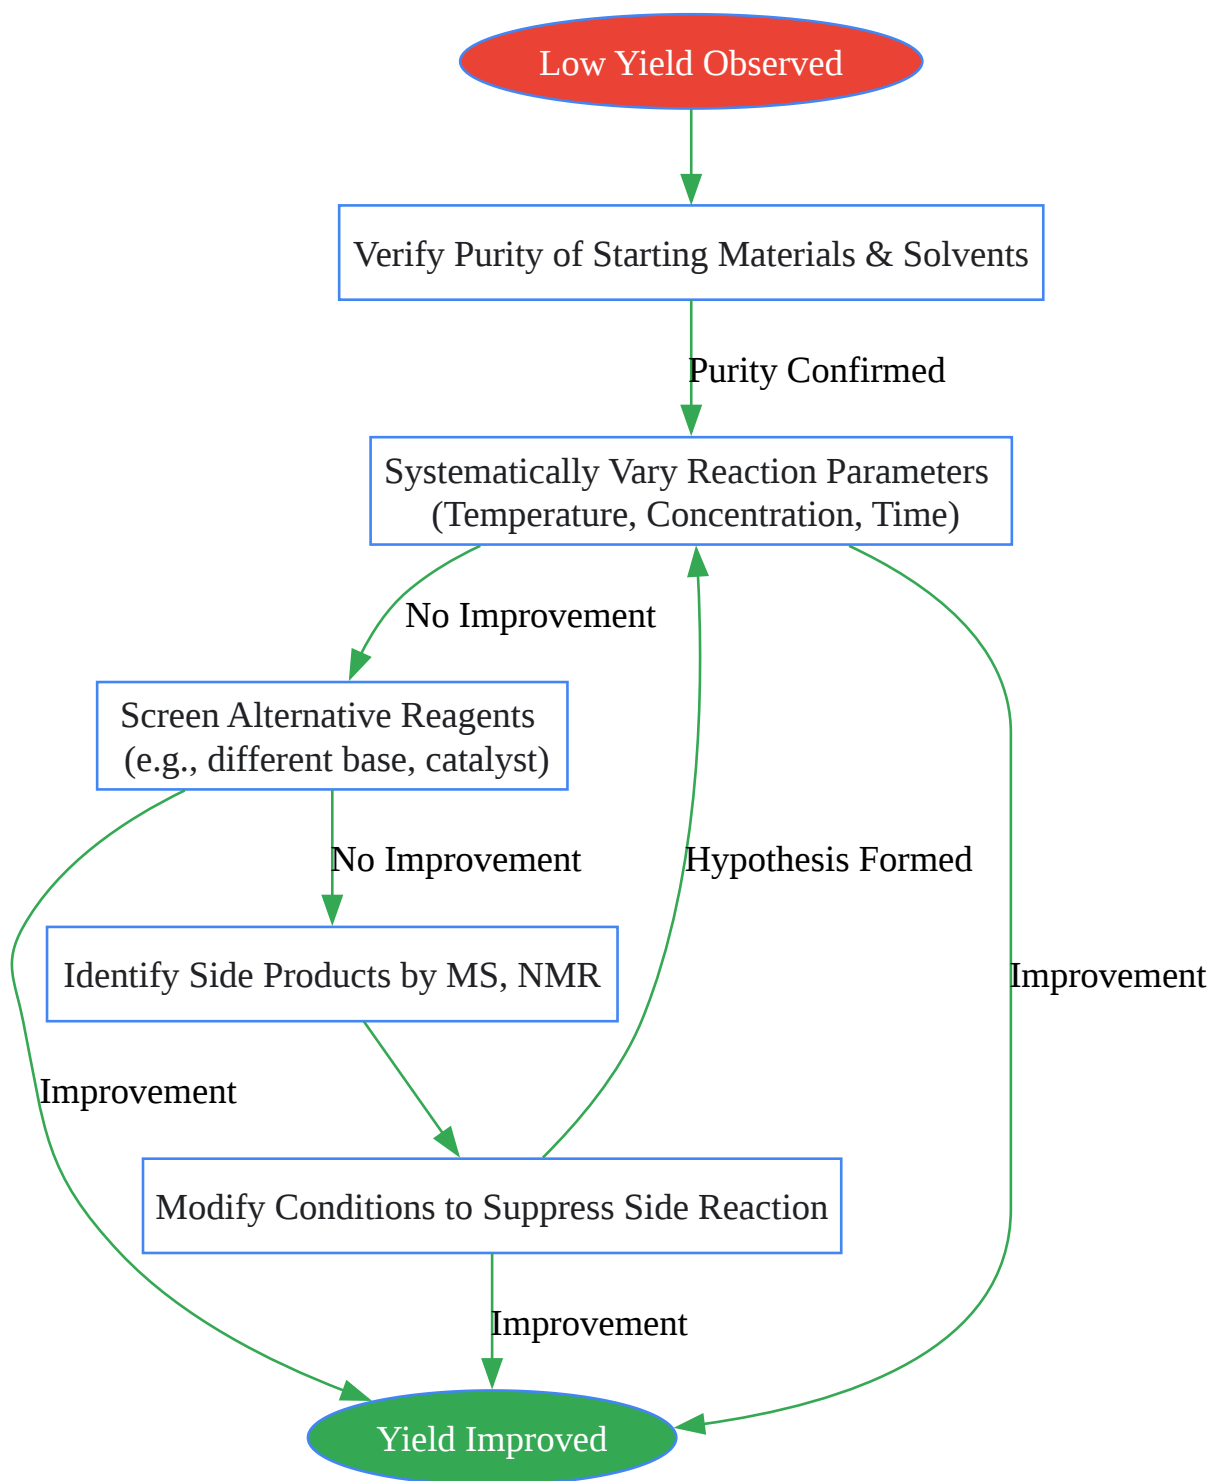 Low Yield Observed
Verify Purity of Starting Materials & Solvents
Purity Confirmed
Systematically Vary Reaction Parameters
(Temperature, Concentration, Time)
No Improvement
Screen Alternative Reagents
(e.g., different base, catalyst)
No Improvement
Hypothesis Formed
Identify Side Products by MS, NMR
Improvement
Improvement
Modify Conditions to Suppress Side Reaction
Improvement
Yield Improved